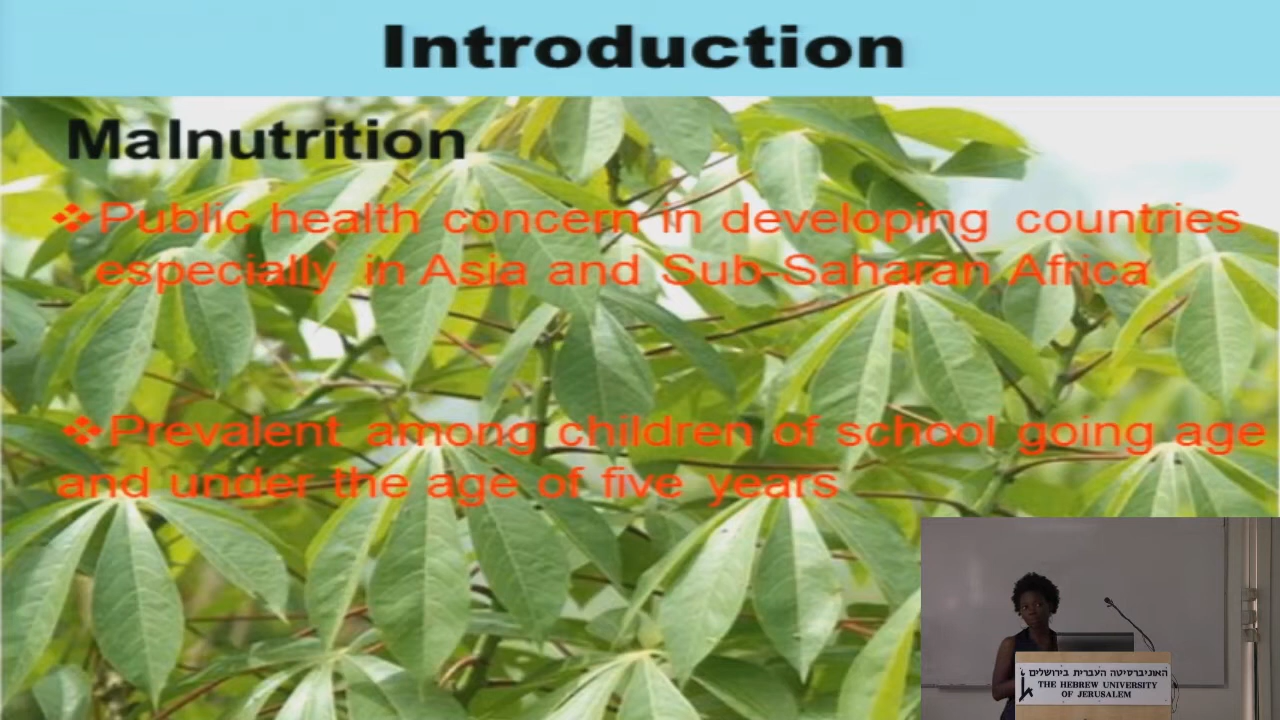 Introduction
Malnutrition
❖Public health concern in developing countries
especially in Asia and Sub-Saharan Africa
❖Prevalent among children of school going age
and under the age of five years
האוניברסיטה העברית בירושלים
THE HEBREW UNIVERSITY
OF JERUSALEM